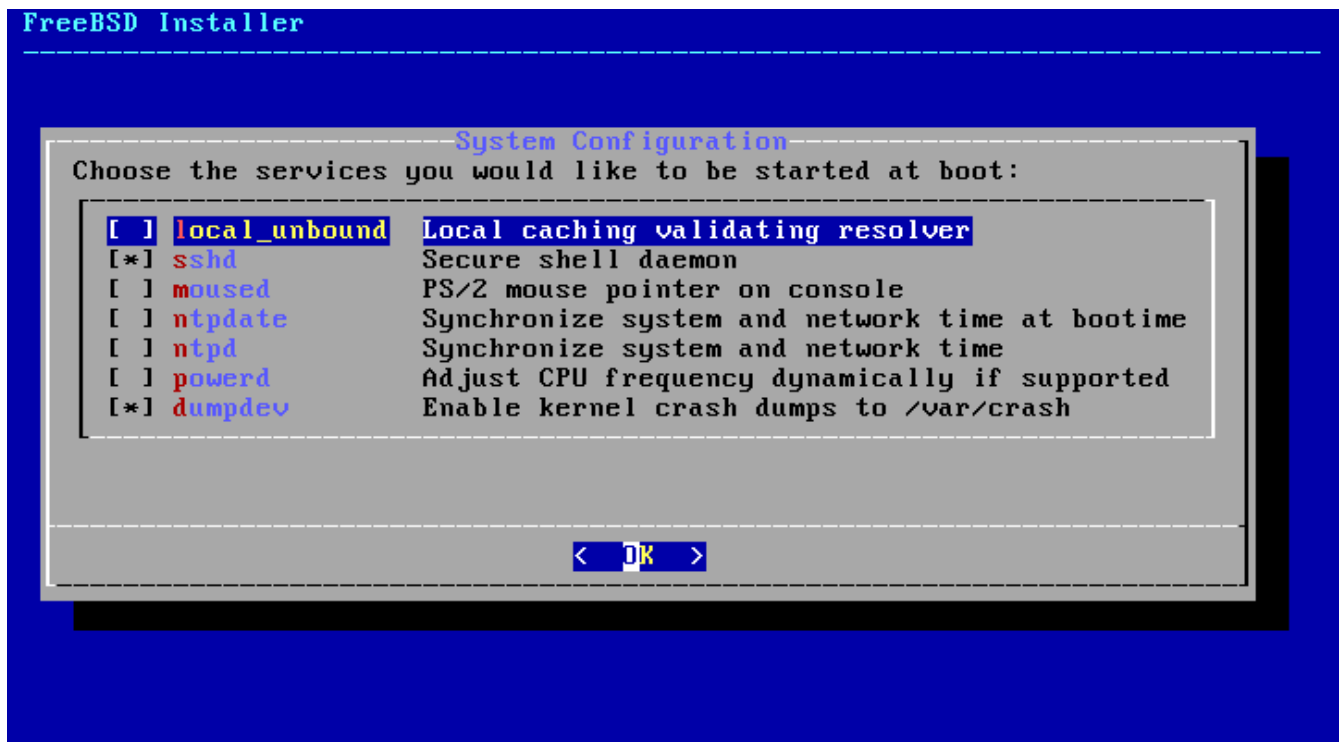 FreeBSD Installer
System Configuration
Choose the services you would like to be started at boot:
[ ] local_unbound Local caching validating resolver
[*] sshd Secure shell daemon
[ ] moused PS/2 mouse pointer on console
[ ] ntpdate Synchronize system and network time at bootime
[ ] ntpd Synchronize system and network time
[ ] powerd Adjust CPU frequency dynamically if supported
[*] dumpdev Enable kernel crash dumps to /var/crash
< OK >